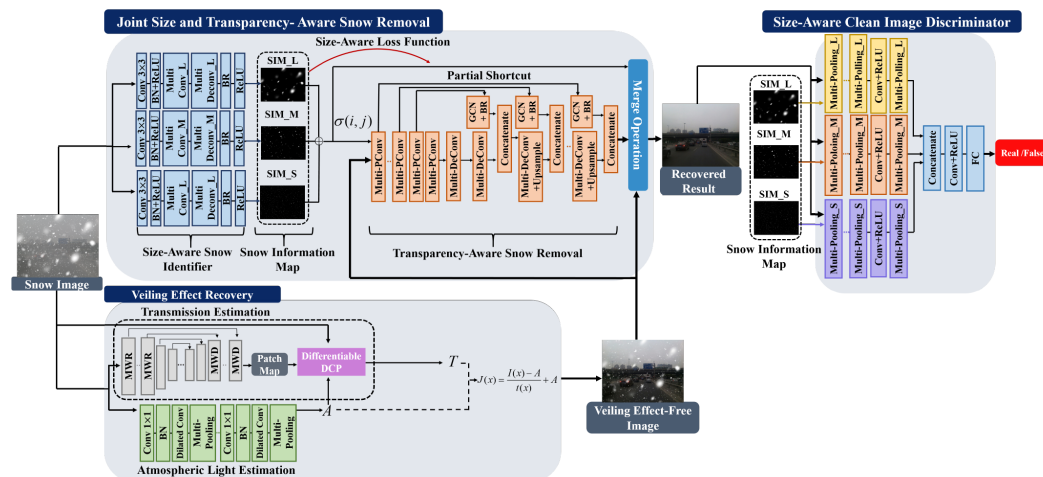 Joint Size and Transparency- Aware Snow Removal
Size-Aware Loss Function
Conv 3×3
BN+ReLU
Multi
Conv_L
Multi
Deconv_L
BR
ReLU
Conv 3×3
BN+ReLU
Multi
Conv_M
Multi
Deconv_M
BR
ReLU
Conv 3×3
BN+ReLU
Multi
Conv_L
Multi
Deconv_L
BR
ReLU
SIM_L
SIM_M
SIM_S
Size-Aware Snow
Identifier
Snow Information
Map
σ(i, j)
Partial Shortcut
Multi-PConv
...
Multi-PConv
Multi-PConv
Multi-PConv
Multi-DeConv
Multi-DeConv
GCN
+ BR
Concatenate
Multi-DeConv
+Upsample
GCN
+ BR
Concatenate
...
Multi-DeConv
+Upsample
GCN
+ BR
Concatenate
Transparency-Aware Snow Removal
Merge Operation
Recovered
Result
Size-Aware Clean Image Discriminator
SIM_L
SIM_M
SIM_S
Snow Information
Map
Multi-Pooling_L
...
Multi-Polling_L
Conv+ReLU
Multi-Polling_L
Multi-Poloing_M
...
Multi-Pooling_M
Conv+ReLU
Multi-Pooling_M
Multi-Pooling_S
...
Multi-Pooling_S
Conv+ReLU
Multi-Pooling_S
Concatenate
Conv+ReLU
FC
Real /False
Snow Image
Veiling Effect Recovery
Transmission Estimation
MWR
MWR
...
MWD
...
MWD
Patch
Map
Differentiable
DCP
T
A
J(x)= I(x)−A / t(x) +A
Conv 1×1
BN
Dilated Conv
Multi-
Pooling
...
Conv 1×1
BN
Dilated Conv
Multi-
Pooling
Atmospheric Light Estimation
Veiling Effect-Free
Image